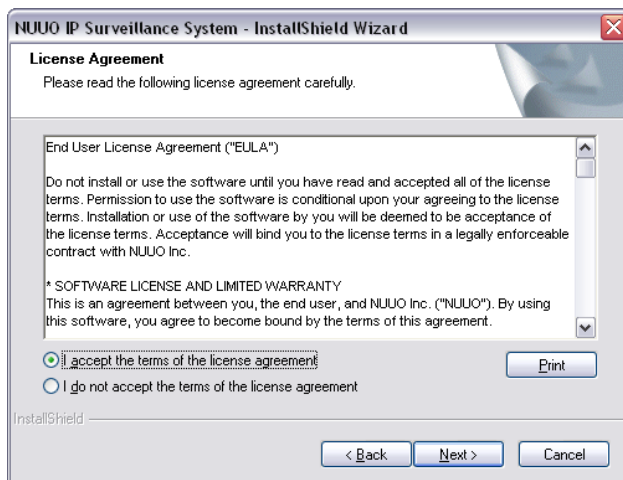 NUUO IP Surveillance System - InstallShield Wizard
License Agreement
Please read the following license agreement carefully.
End User License Agreement ("EULA")
Do not install or use the software until you have read and accepted all of the license
terms. Permission to use the software is conditional upon your agreeing to the license
terms. Installation or use of the software by you will be deemed to be acceptance of
the license terms. Acceptance will bind you to the license terms in a legally enforceable
contract with NUUO Inc.
* SOFTWARE LICENSE AND LIMITED WARRANTY
This is an agreement between you, the end user, and NUUO Inc. ("NUUO"). By using
this software, you agree to become bound by the terms of this agreement.
I accept the terms of the license agreement
Print
I do not accept the terms of the license agreement
InstallShield
< Back
Next >
Cancel